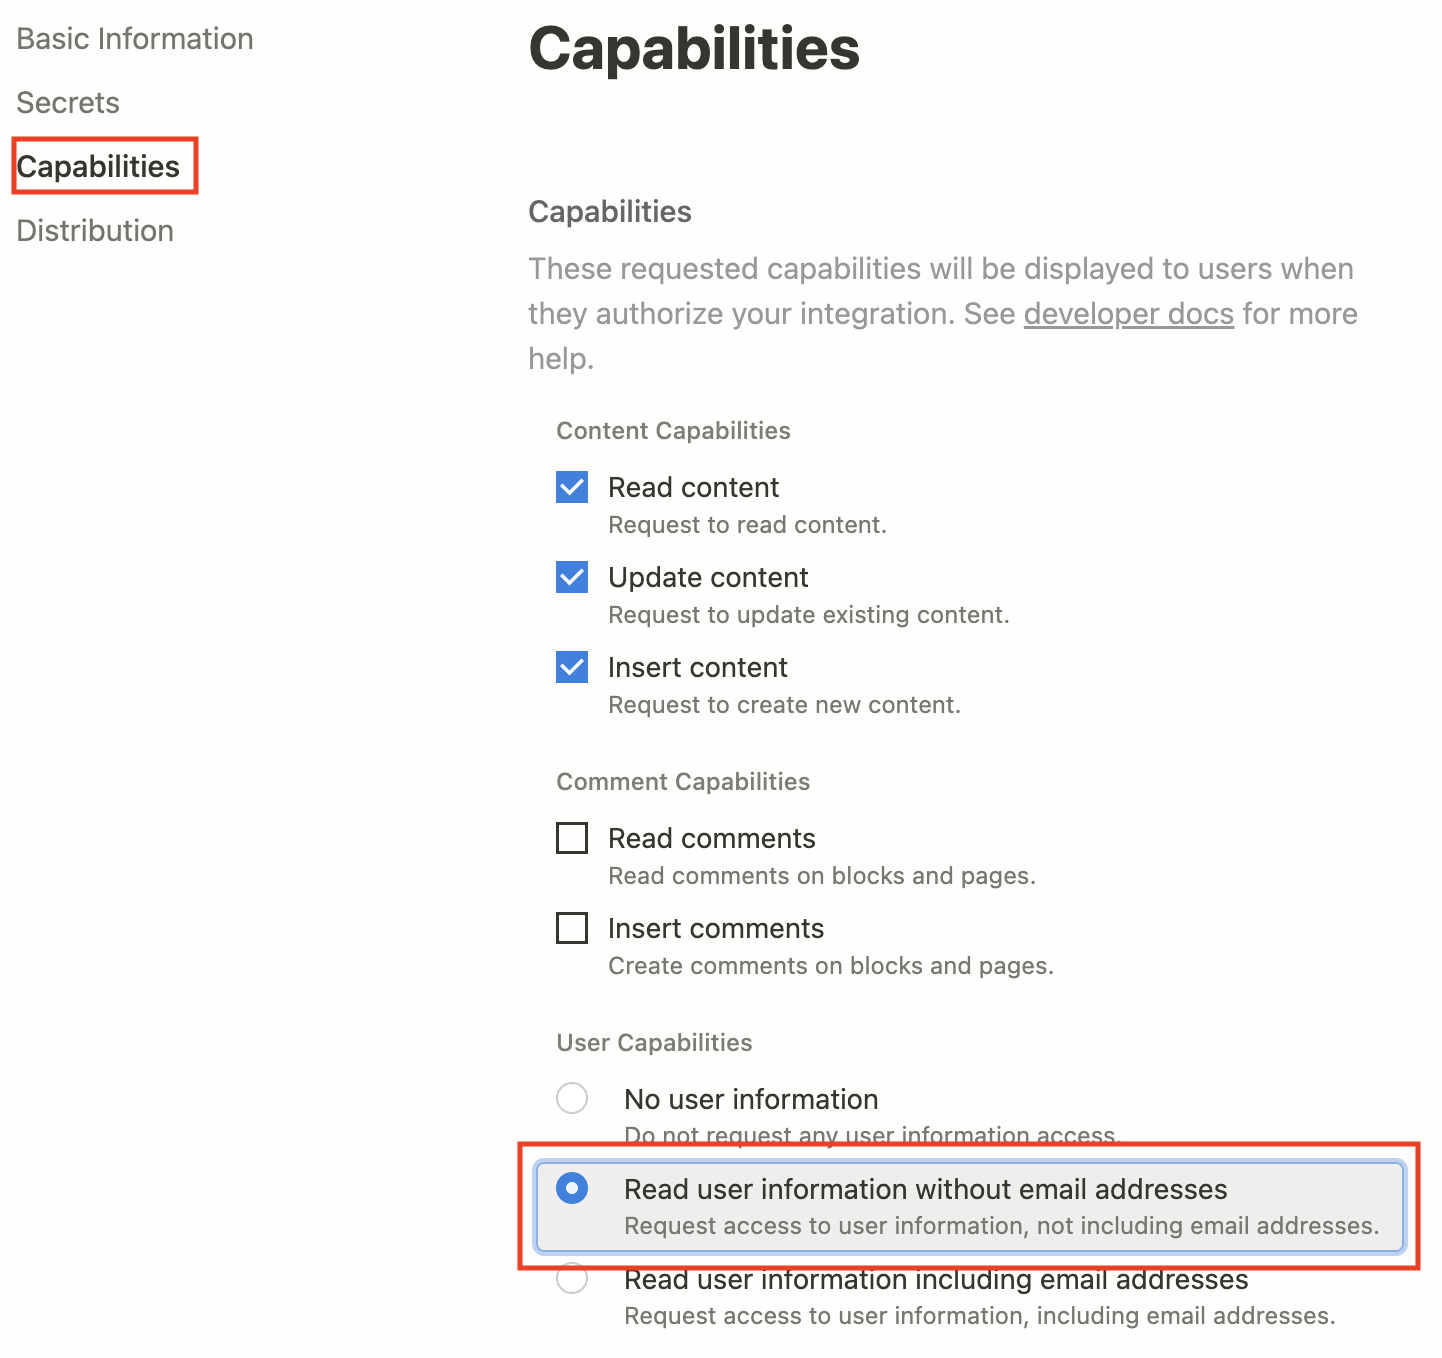 Basic Information
Secrets
Capabilities
Distribution
Capabilities
Capabilities
These requested capabilities will be displayed to users when
they authorize your integration. See developer docs for more
help.
Content Capabilities
Read content
Request to read content.
Update content
Request to update existing content.
Insert content
Request to create new content.
Comment Capabilities
Read comments
Read comments on blocks and pages.
Insert comments
Create comments on blocks and pages.
User Capabilities
No user information
Do not request any user information access.
Read user information without email addresses
Request access to user information, not including email addresses.
Read user information including email addresses
Request access to user information, including email addresses.